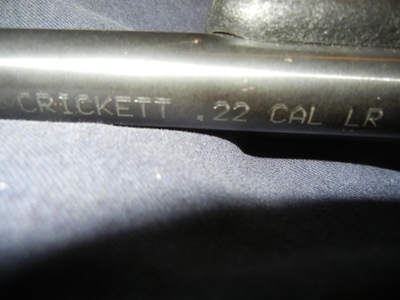 CRICKETT .22 CAL LR